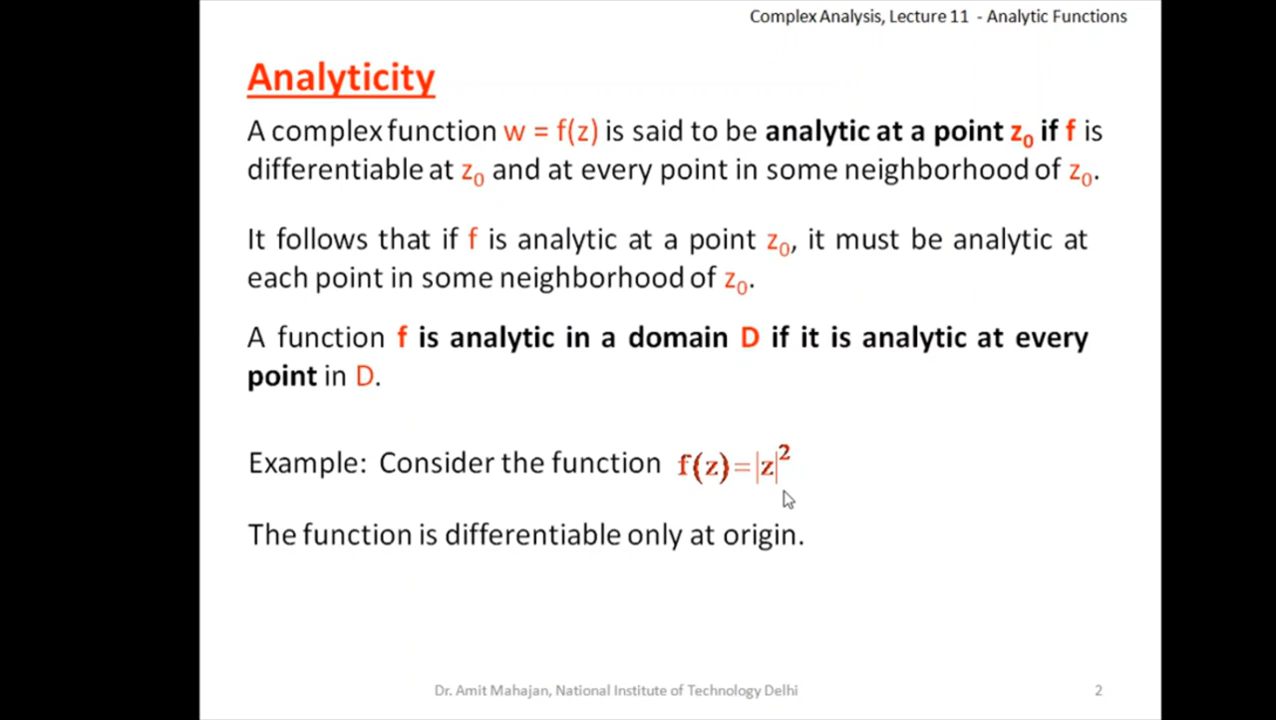 Complex Analysis, Lecture 11 - Analytic Functions
Analyticity
A complex function w = f(z) is said to be analytic at a point z₀ if f is
differentiable at z₀ and at every point in some neighborhood of z₀.
It follows that if f is analytic at a point z₀, it must be analytic at
each point in some neighborhood of z₀.
A function f is analytic in a domain D if it is analytic at every
point in D.
Example: Consider the function f(z)=|z|²
The function is differentiable only at origin.
Dr. Amit Mahajan, National Institute of Technology Delhi 2